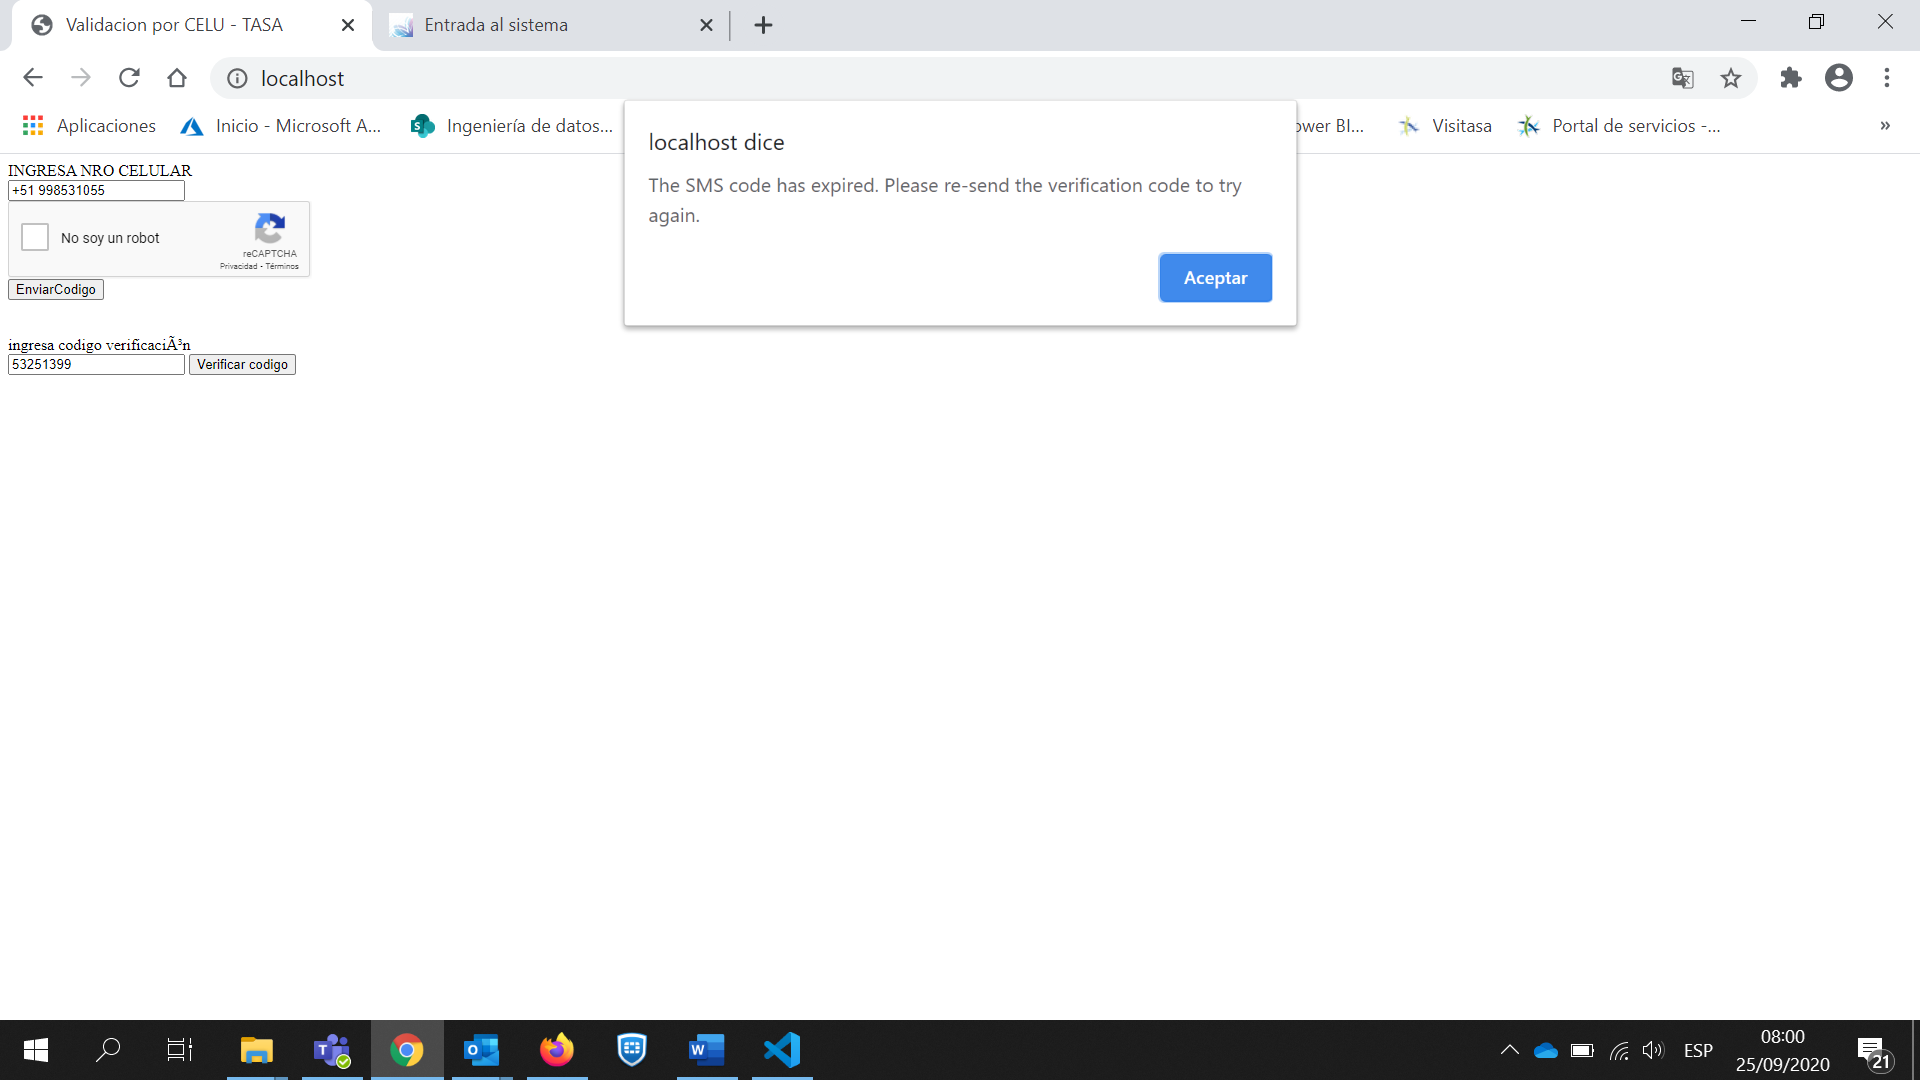 Validacion por CELU - TASA
Entrada al sistema
localhost
Aplicaciones
Inicio - Microsoft A...
Ingeniería de datos...
ower BI...
Visitasa
Portal de servicios -...
»
localhost dice
The SMS code has expired. Please re-send the verification code to try
again.
Aceptar
INGRESA NRO CELULAR
+51 998531055
No soy un robot
reCAPTCHA
Privacidad - Términos
EnviarCodigo
ingresa codigo verificaciÃ³n
53251399
Verificar codigo
ESP
08:00
25/09/2020
21